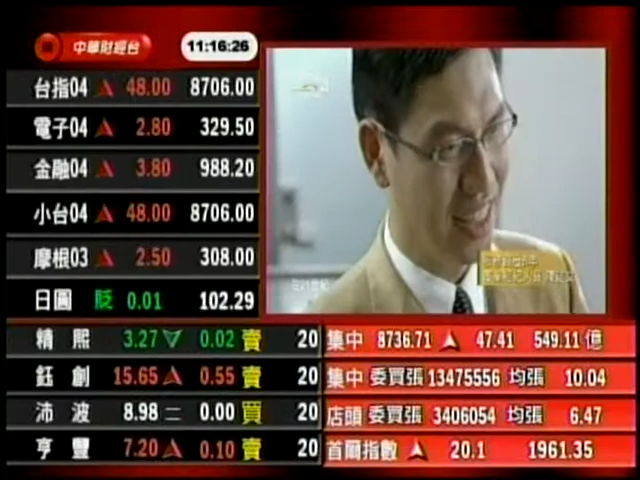 中華財經台
11:16:26
台指04 48.00 8706.00
電子04 2.80 329.50
金融04 3.80 988.20
小台04 48.00 8706.00
摩根03 2.50 308.00
日圓 貶 0.01 102.29
精熙 3.27 0.02 賣 20
鈺創 15.65 0.55 賣 20
沛波 8.98 0.00 買 20
亨豐 7.20 0.10 賣 20
集中 8736.71 47.41 549.11億
集中 委買張 13475556 均張 10.04
店頭 委買張 3406054 均張 6.47
首爾指數 20.1 1961.35